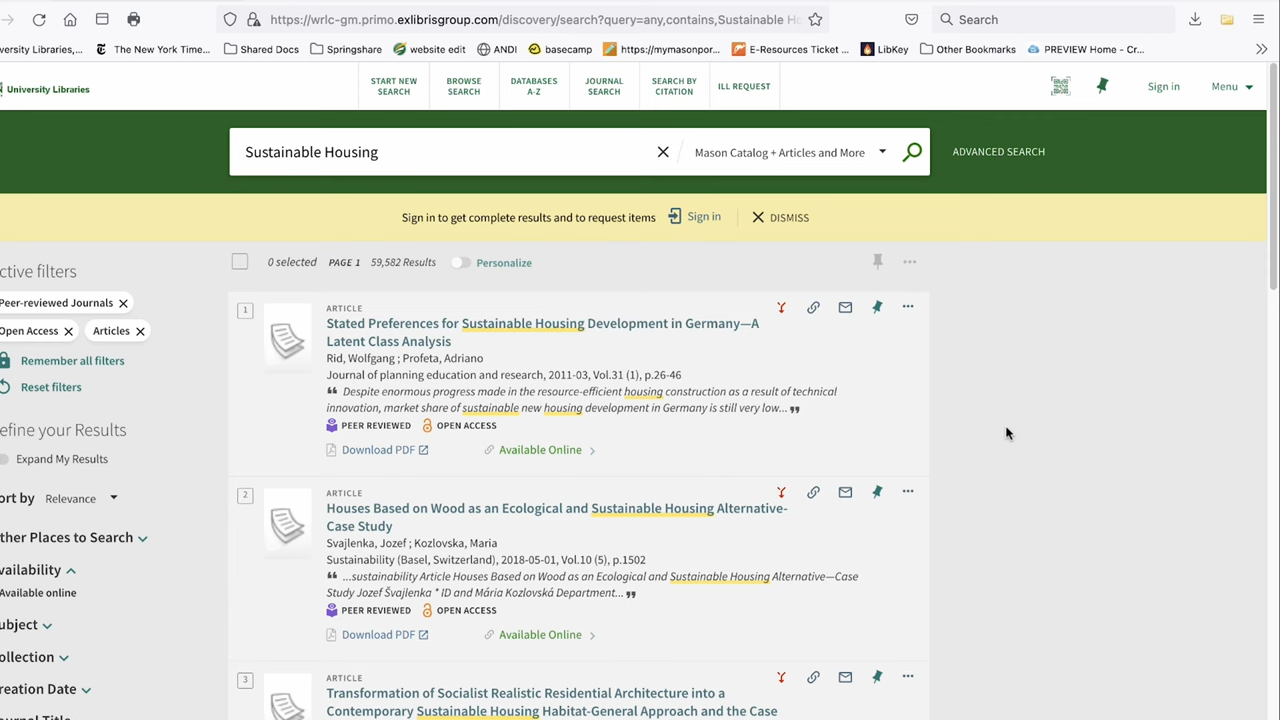 https://wrlc-gm.primo.exlibrisgroup.com/discovery/search?query=any,contains,Sustainable
Search
versity Libraries,...
The New York Time...
Shared Docs
Springshare
website edit
ANDI
basecamp
https://mymasonpor...
E-Resources Ticket ...
LibKey
Other Bookmarks
PREVIEW Home - Cr...
University Libraries
START NEW SEARCH
BROWSE SEARCH
DATABASES A-Z
JOURNAL SEARCH
SEARCH BY CITATION
ILL REQUEST
Sign in
Menu
Sustainable Housing
Mason Catalog + Articles and More
ADVANCED SEARCH
Sign in to get complete results and to request items
Sign in
DISMISS
ctive filters
Peer-reviewed Journals
Open Access
Articles
Remember all filters
Reset filters
efine your Results
Expand My Results
ort by Relevance
ther Places to Search
vailability
Available online
ubject
ollection
reation Date
ournal Title
0 selected PAGE 1 59,582 Results
Personalize
1
ARTICLE
Stated Preferences for Sustainable Housing Development in Germany—A
Latent Class Analysis
Rid, Wolfgang ; Profeta, Adriano
Journal of planning education and research, 2011-03, Vol.31 (1), p.26-46
❝ Despite enormous progress made in the resource-efficient housing construction as a result of technical
innovation, market share of sustainable new housing development in Germany is still very low... ❞
PEER REVIEWED OPEN ACCESS
Download PDF
Available Online
2
ARTICLE
Houses Based on Wood as an Ecological and Sustainable Housing Alternative-
Case Study
Svajlenka, Jozef ; Kozlovska, Maria
Sustainability (Basel, Switzerland), 2018-05-01, Vol.10 (5), p.1502
❝ ...sustainability Article Houses Based on Wood as an Ecological and Sustainable Housing Alternative—Case
Study Jozef Švajlenka * ID and Mária Kozlovská Department... ❞
PEER REVIEWED OPEN ACCESS
Download PDF
Available Online
3
ARTICLE
Transformation of Socialist Realistic Residential Architecture into a
Contemporary Sustainable Housing Habitat-General Approach and the Case